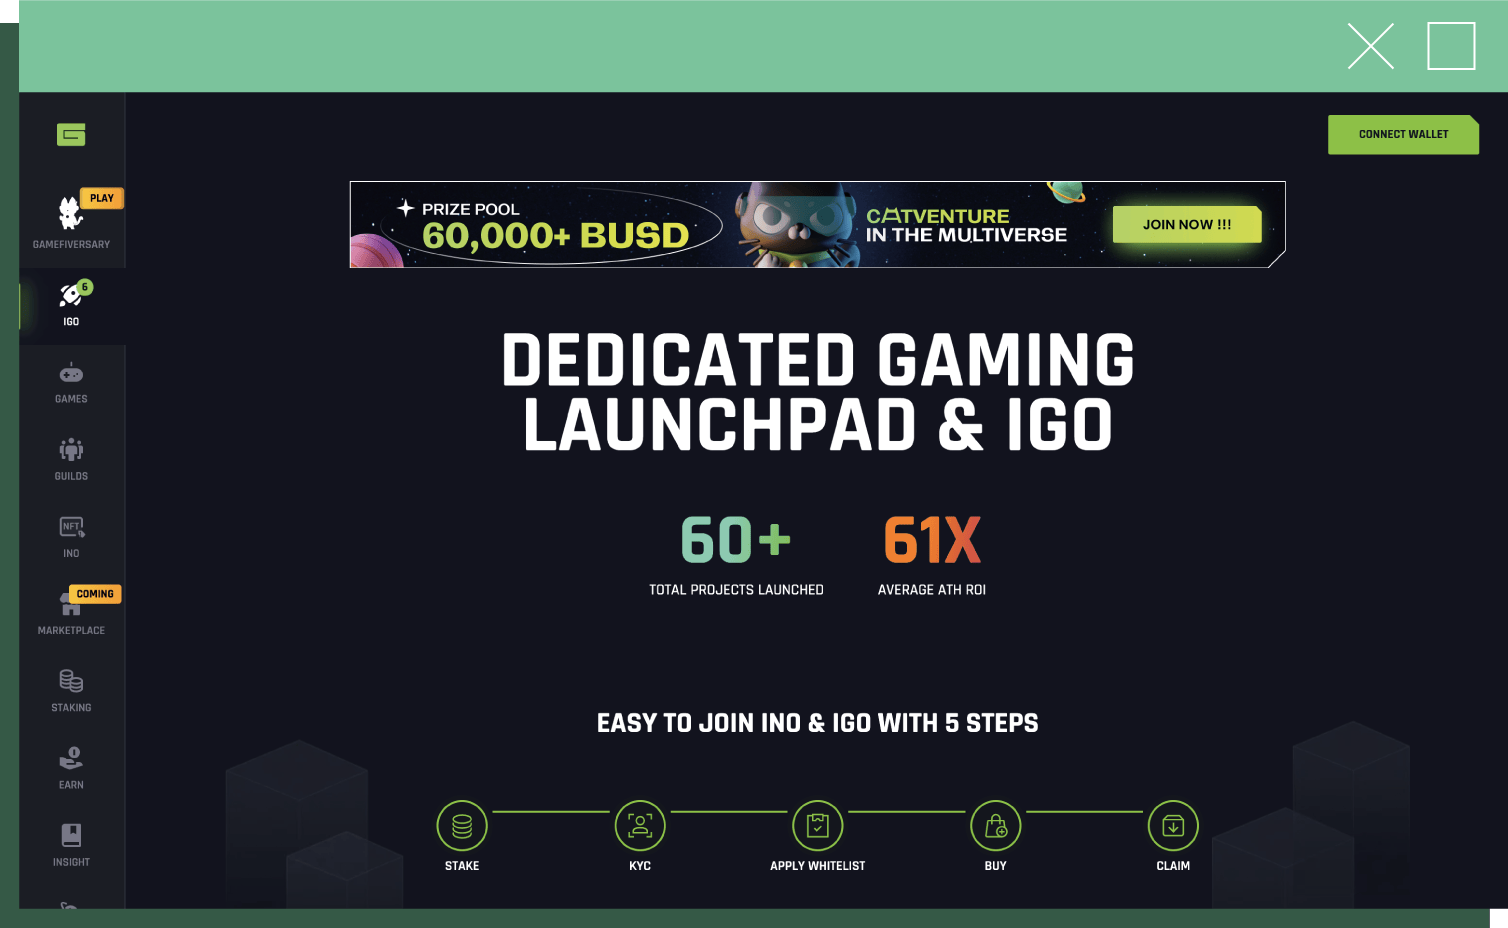 CONNECT WALLET
PLAY
GAMEFIVERSARY
6
IGO
GAMES
GUILDS
NFT
INO
COMING
MARKETPLACE
STAKING
EARN
INSIGHT
PRIZE POOL
60,000+ BUSD
CATVENTURE
IN THE MULTIVERSE
JOIN NOW !!!
DEDICATED GAMING
LAUNCHPAD & IGO
60+
TOTAL PROJECTS LAUNCHED
61X
AVERAGE ATH ROI
EASY TO JOIN INO & IGO WITH 5 STEPS
STAKE
KYC
APPLY WHITELIST
BUY
CLAIM